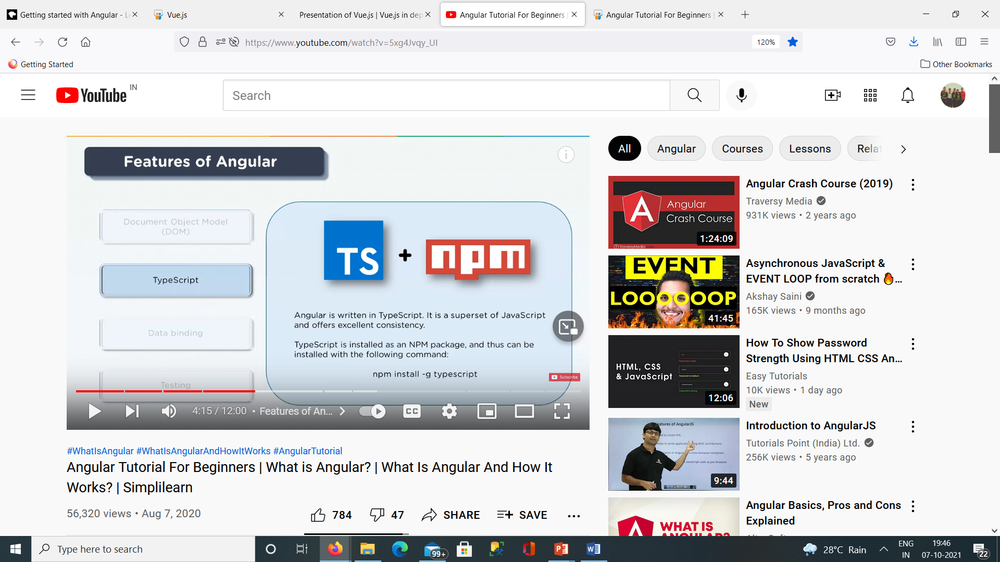 Getting started with Angular - L
Vue.js
Presentation of Vue.js | Vue.js in dep
Angular Tutorial For Beginners |
Angular Tutorial For Beginners |
https://www.youtube.com/watch?v=5xg4Jvqy_UI
120%
Getting Started
Other Bookmarks
YouTube IN
Search
Features of Angular
Document Object Model
(DOM)
TypeScript
Data binding
Testing
TS + npm
Angular is written in TypeScript. It is a superset of JavaScript
and offers excellent consistency.
TypeScript is installed as an NPM package, and thus can be
installed with the following command:
npm install -g typescript
Subscribe
4:15 / 12:00 • Features of An...
CC
#WhatIsAngular #WhatIsAngularAndHowItWorks #AngularTutorial
Angular Tutorial For Beginners | What is Angular? | What Is Angular And How It
Works? | Simplilearn
56,320 views • Aug 7, 2020
784
47
SHARE
SAVE
All
Angular
Courses
Lessons
Relat
Angular
Crash Course
TraversyMedia
1:24:09
Angular Crash Course (2019)
Traversy Media
931K views • 2 years ago
EVENT
LOOOOOOP
41:45
Asynchronous JavaScript &
EVENT LOOP from scratch 🔥...
Akshay Saini
165K views • 9 months ago
HTML, CSS
& JavaScript
12:06
How To Show Password
Strength Using HTML CSS An...
Easy Tutorials
10K views • 1 day ago
New
eatures of AngularJS
9:44
Introduction to AngularJS
Tutorials Point (India) Ltd.
256K views • 5 years ago
WHAT IS
ANGULAR?
Angular Basics, Pros and Cons
Explained
Type here to search
99+
28°C Rain
ENG
IN
19:46
07-10-2021
22